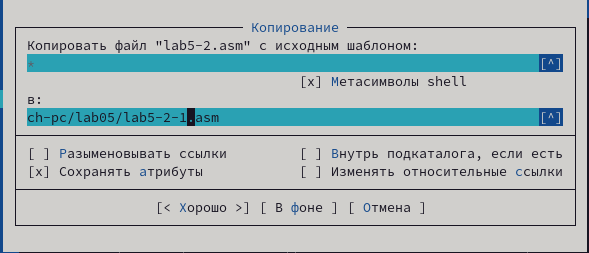 Копирование
Копировать файл "lab5-2.asm" с исходным шаблоном:
* [^]
[x] Метасимволы shell
в:
ch-pc/lab05/lab5-2-1.asm [^]
[ ] Разыменовывать ссылки [ ] Внутрь подкаталога, если есть
[x] Сохранять атрибуты [ ] Изменять относительные ссылки
[< Хорошо >] [ В фоне ] [ Отмена ]